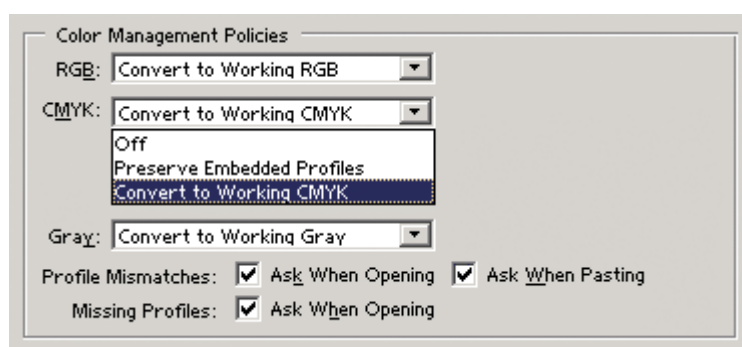 Color Management Policies
RGB: Convert to Working RGB
CMYK: Convert to Working CMYK
Off
Preserve Embedded Profiles
Convert to Working CMYK
Gray: Convert to Working Gray
Profile Mismatches: Ask When Opening Ask When Pasting
Missing Profiles: Ask When Opening